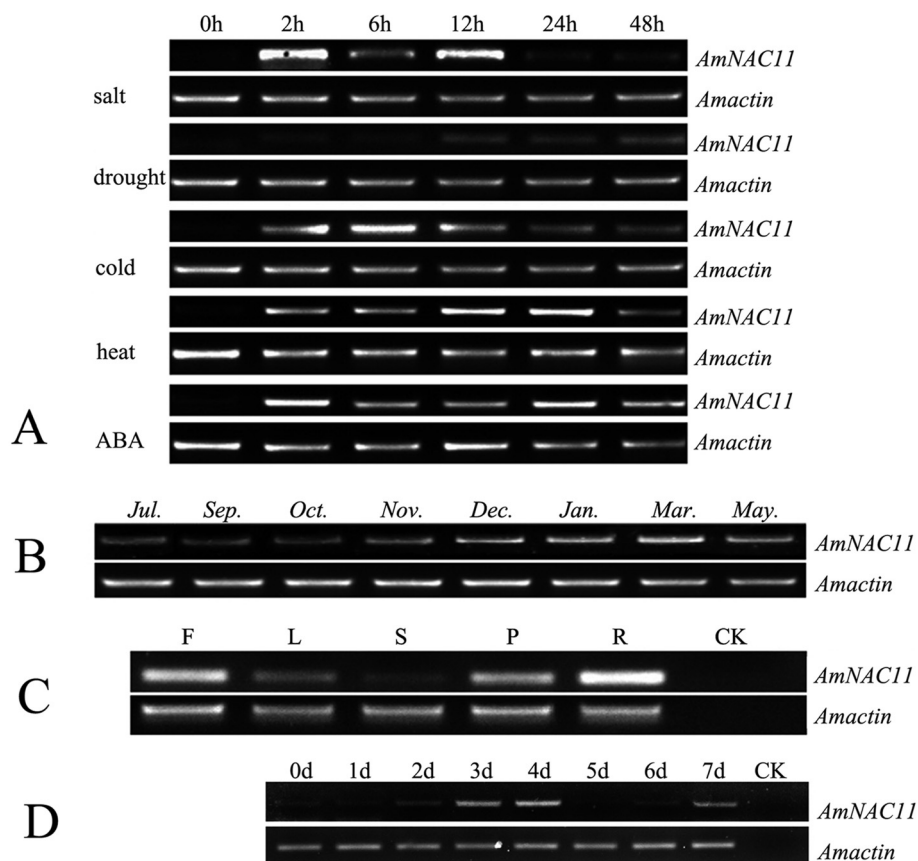 0h 2h 6h 12h 24h 48h
AmNAC11
salt Amactin
AmNAC11
drought Amactin
AmNAC11
cold Amactin
AmNAC11
heat Amactin
AmNAC11
A ABA Amactin
Jul. Sep. Oct. Nov. Dec. Jan. Mar. May.
B AmNAC11
Amactin
F L S P R CK
C AmNAC11
Amactin
0d 1d 2d 3d 4d 5d 6d 7d CK
D AmNAC11
Amactin